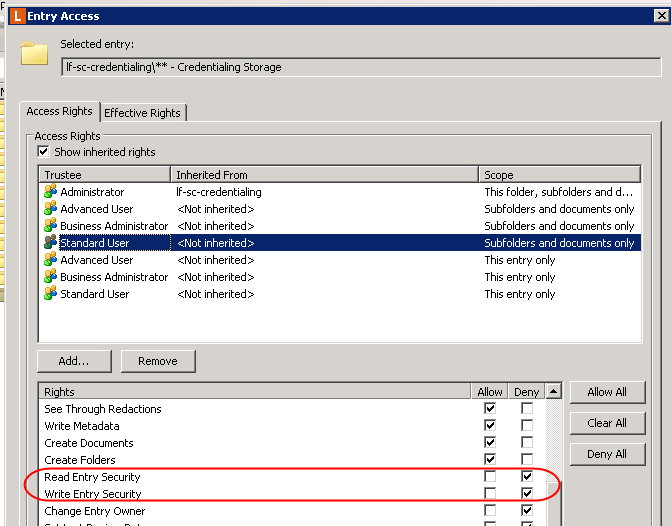 L Entry Access
Selected entry:
lf-sc-credentialing\** - Credentialing Storage
Access Rights Effective Rights
Access Rights
Show inherited rights
Trustee Inherited From Scope
Administrator lf-sc-credentialing This folder, subfolders and d...
Advanced User <Not inherited> Subfolders and documents only
Business Administrator <Not inherited> Subfolders and documents only
Standard User <Not inherited> Subfolders and documents only
Advanced User <Not inherited> This entry only
Business Administrator <Not inherited> This entry only
Standard User <Not inherited> This entry only
Add... Remove
Rights Allow Deny Allow All
See Through Redactions
Write Metadata Clear All
Create Documents
Create Folders Deny All
Read Entry Security
Write Entry Security
Change Entry Owner